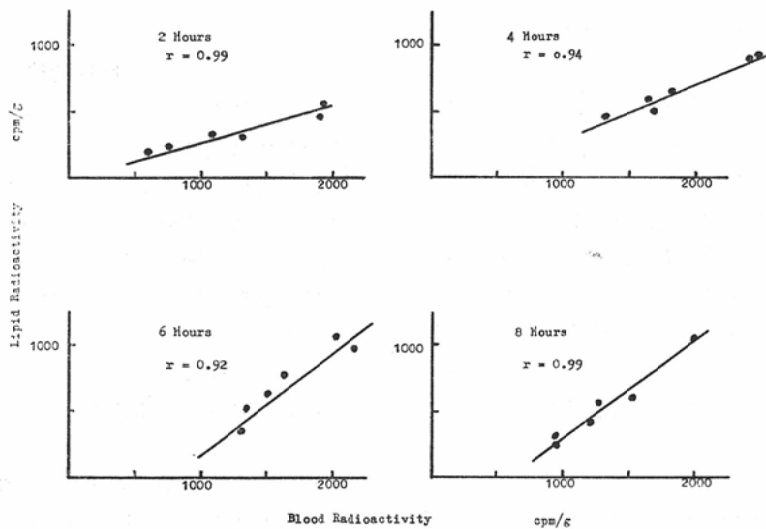 2 Hours
r = 0.99
1000
cpm/g
1000
2000
4 Hours
r = 0.94
1000
1000
2000
Lipid Radioactivity
6 Hours
r = 0.92
1000
1000
2000
8 Hours
r = 0.99
1000
1000
2000
Blood Radioactivity
cpm/g